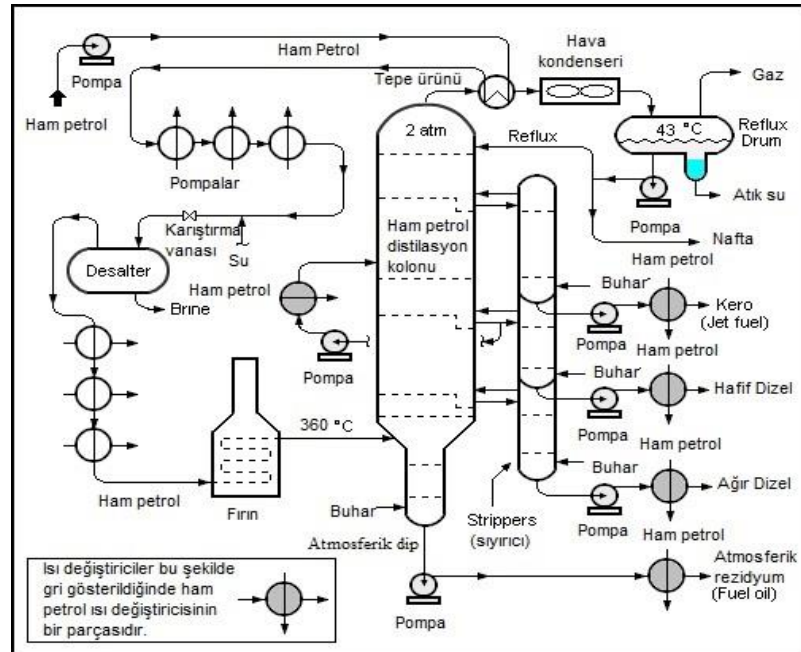 Ham Petrol
Pompa
Ham petrol
Tepe ürünü
Hava
kondenseri
Gaz
43 °C
Reflux
Drum
2 atm
Reflux
Pompalar
Atık su
Pompa
Nafta
Karıştırma
vanası
Su
Desalter
Brine
Ham petrol
distilasyon
kolonu
Ham petrol
Pompa
Ham petrol
Buhar
Kero
(Jet fuel)
Pompa
Ham petrol
Buhar
Hafif Dizel
Pompa
Ham petrol
360 °C
Buhar
Ağır Dizel
Pompa
Ham petrol
Ham petrol
Fırın
Buhar
Strippers
(sıyırıcı)
Atmosferik dip
Pompa
Atmosferik
rezidyum
(Fuel oil)
Isı değiştiriciler bu şekilde
gri gösterildiğinde ham
petrol ısı değiştiricisinin
bir parçasıdır.